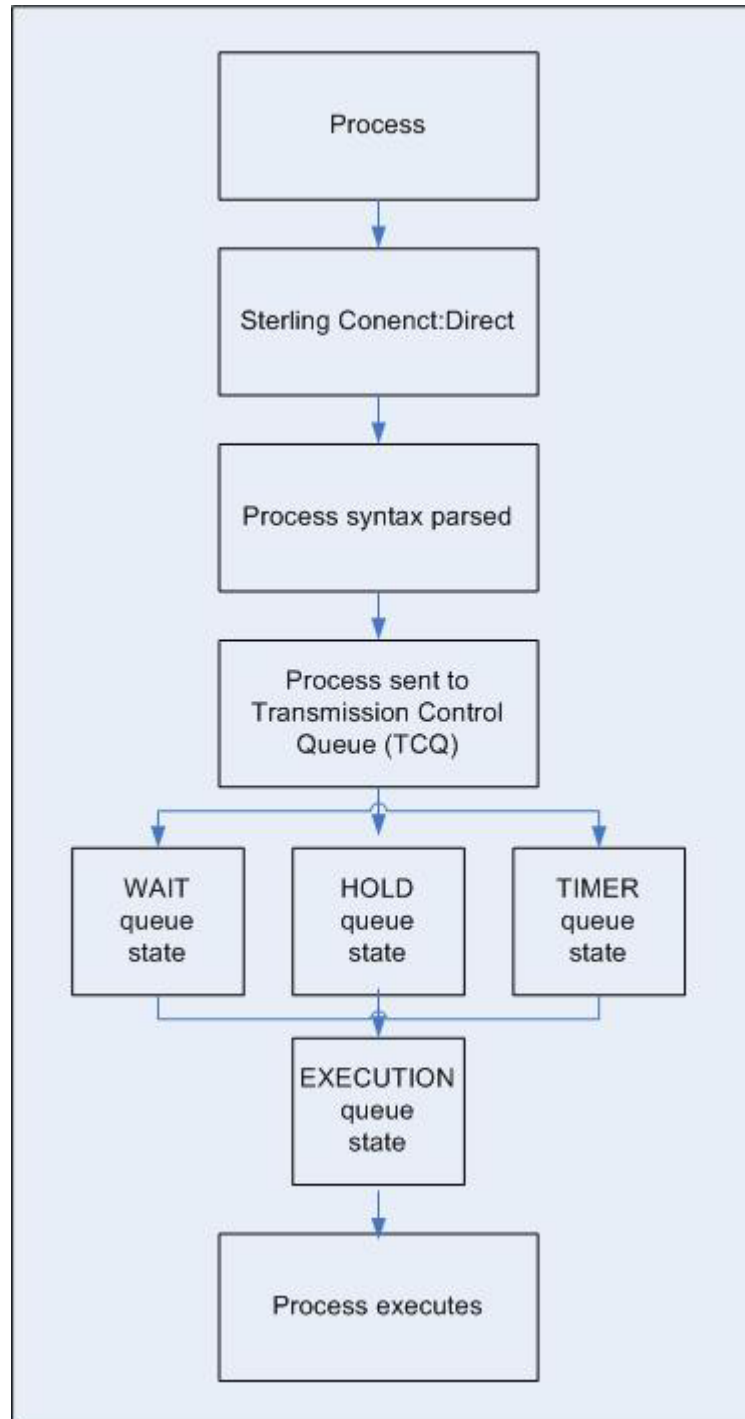 Process
Sterling Conenct:Direct
Process syntax parsed
Process sent to
Transmission Control
Queue (TCQ)
WAIT
queue
state
HOLD
queue
state
TIMER
queue
state
EXECUTION
queue
state
Process executes